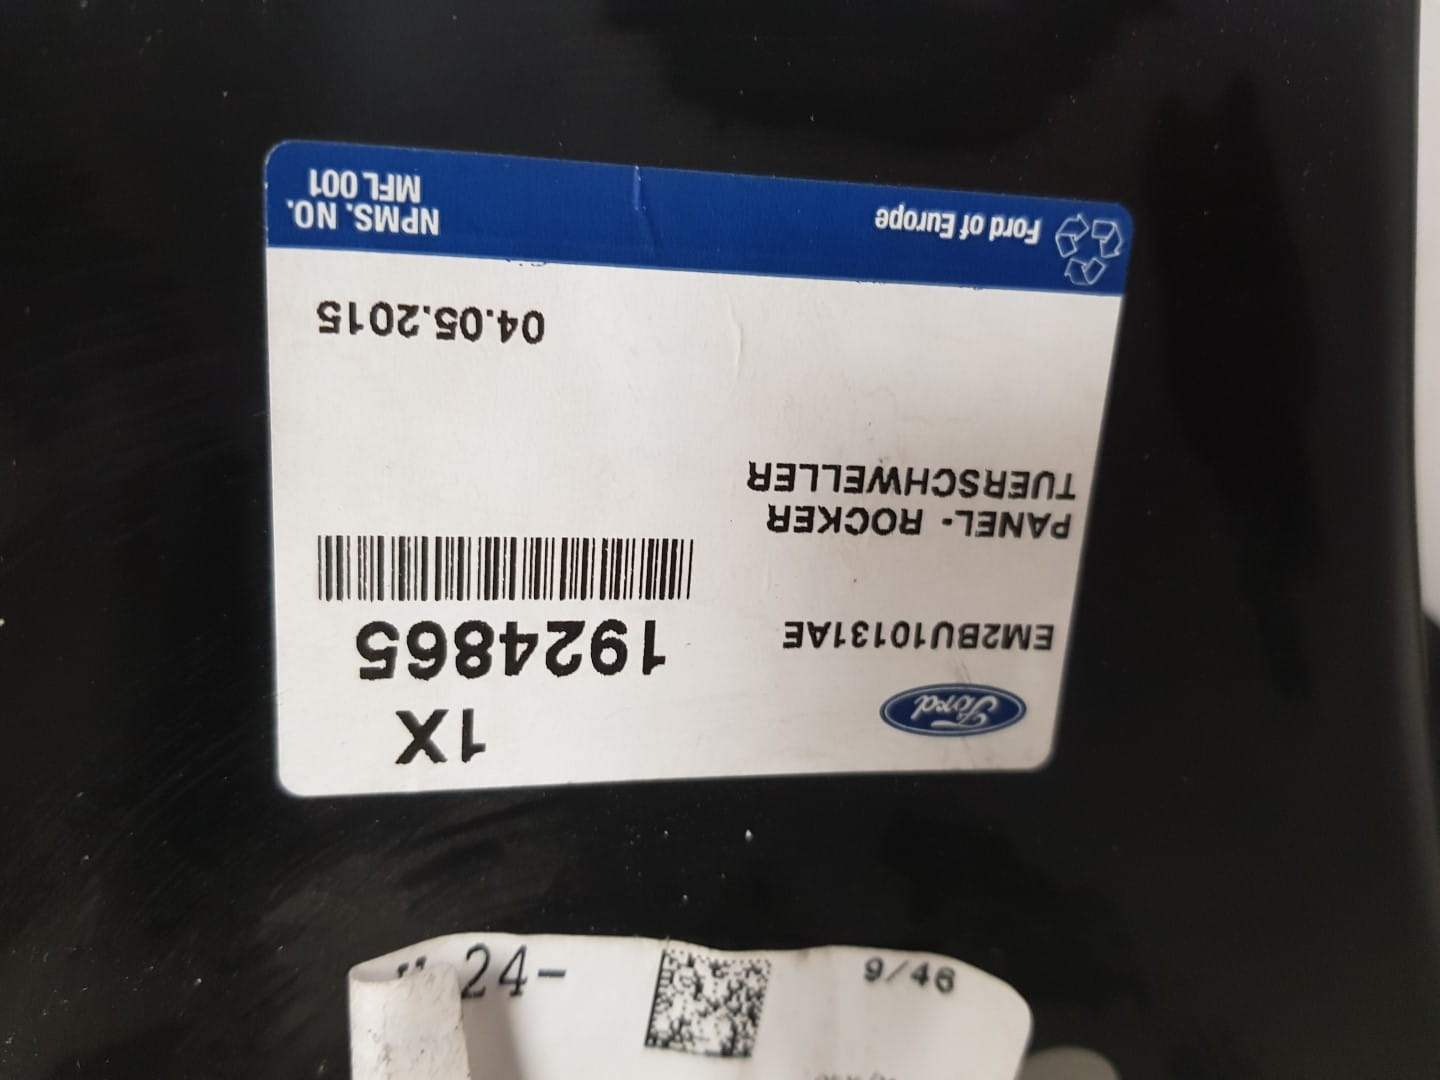 1X
Ford
EM2BU10131AE
1924865
PANEL- ROCKER
TUERSCHWELLER
04.05.2015
Ford of Europe
NPMS. NO.
MFL 001
24-
9/46